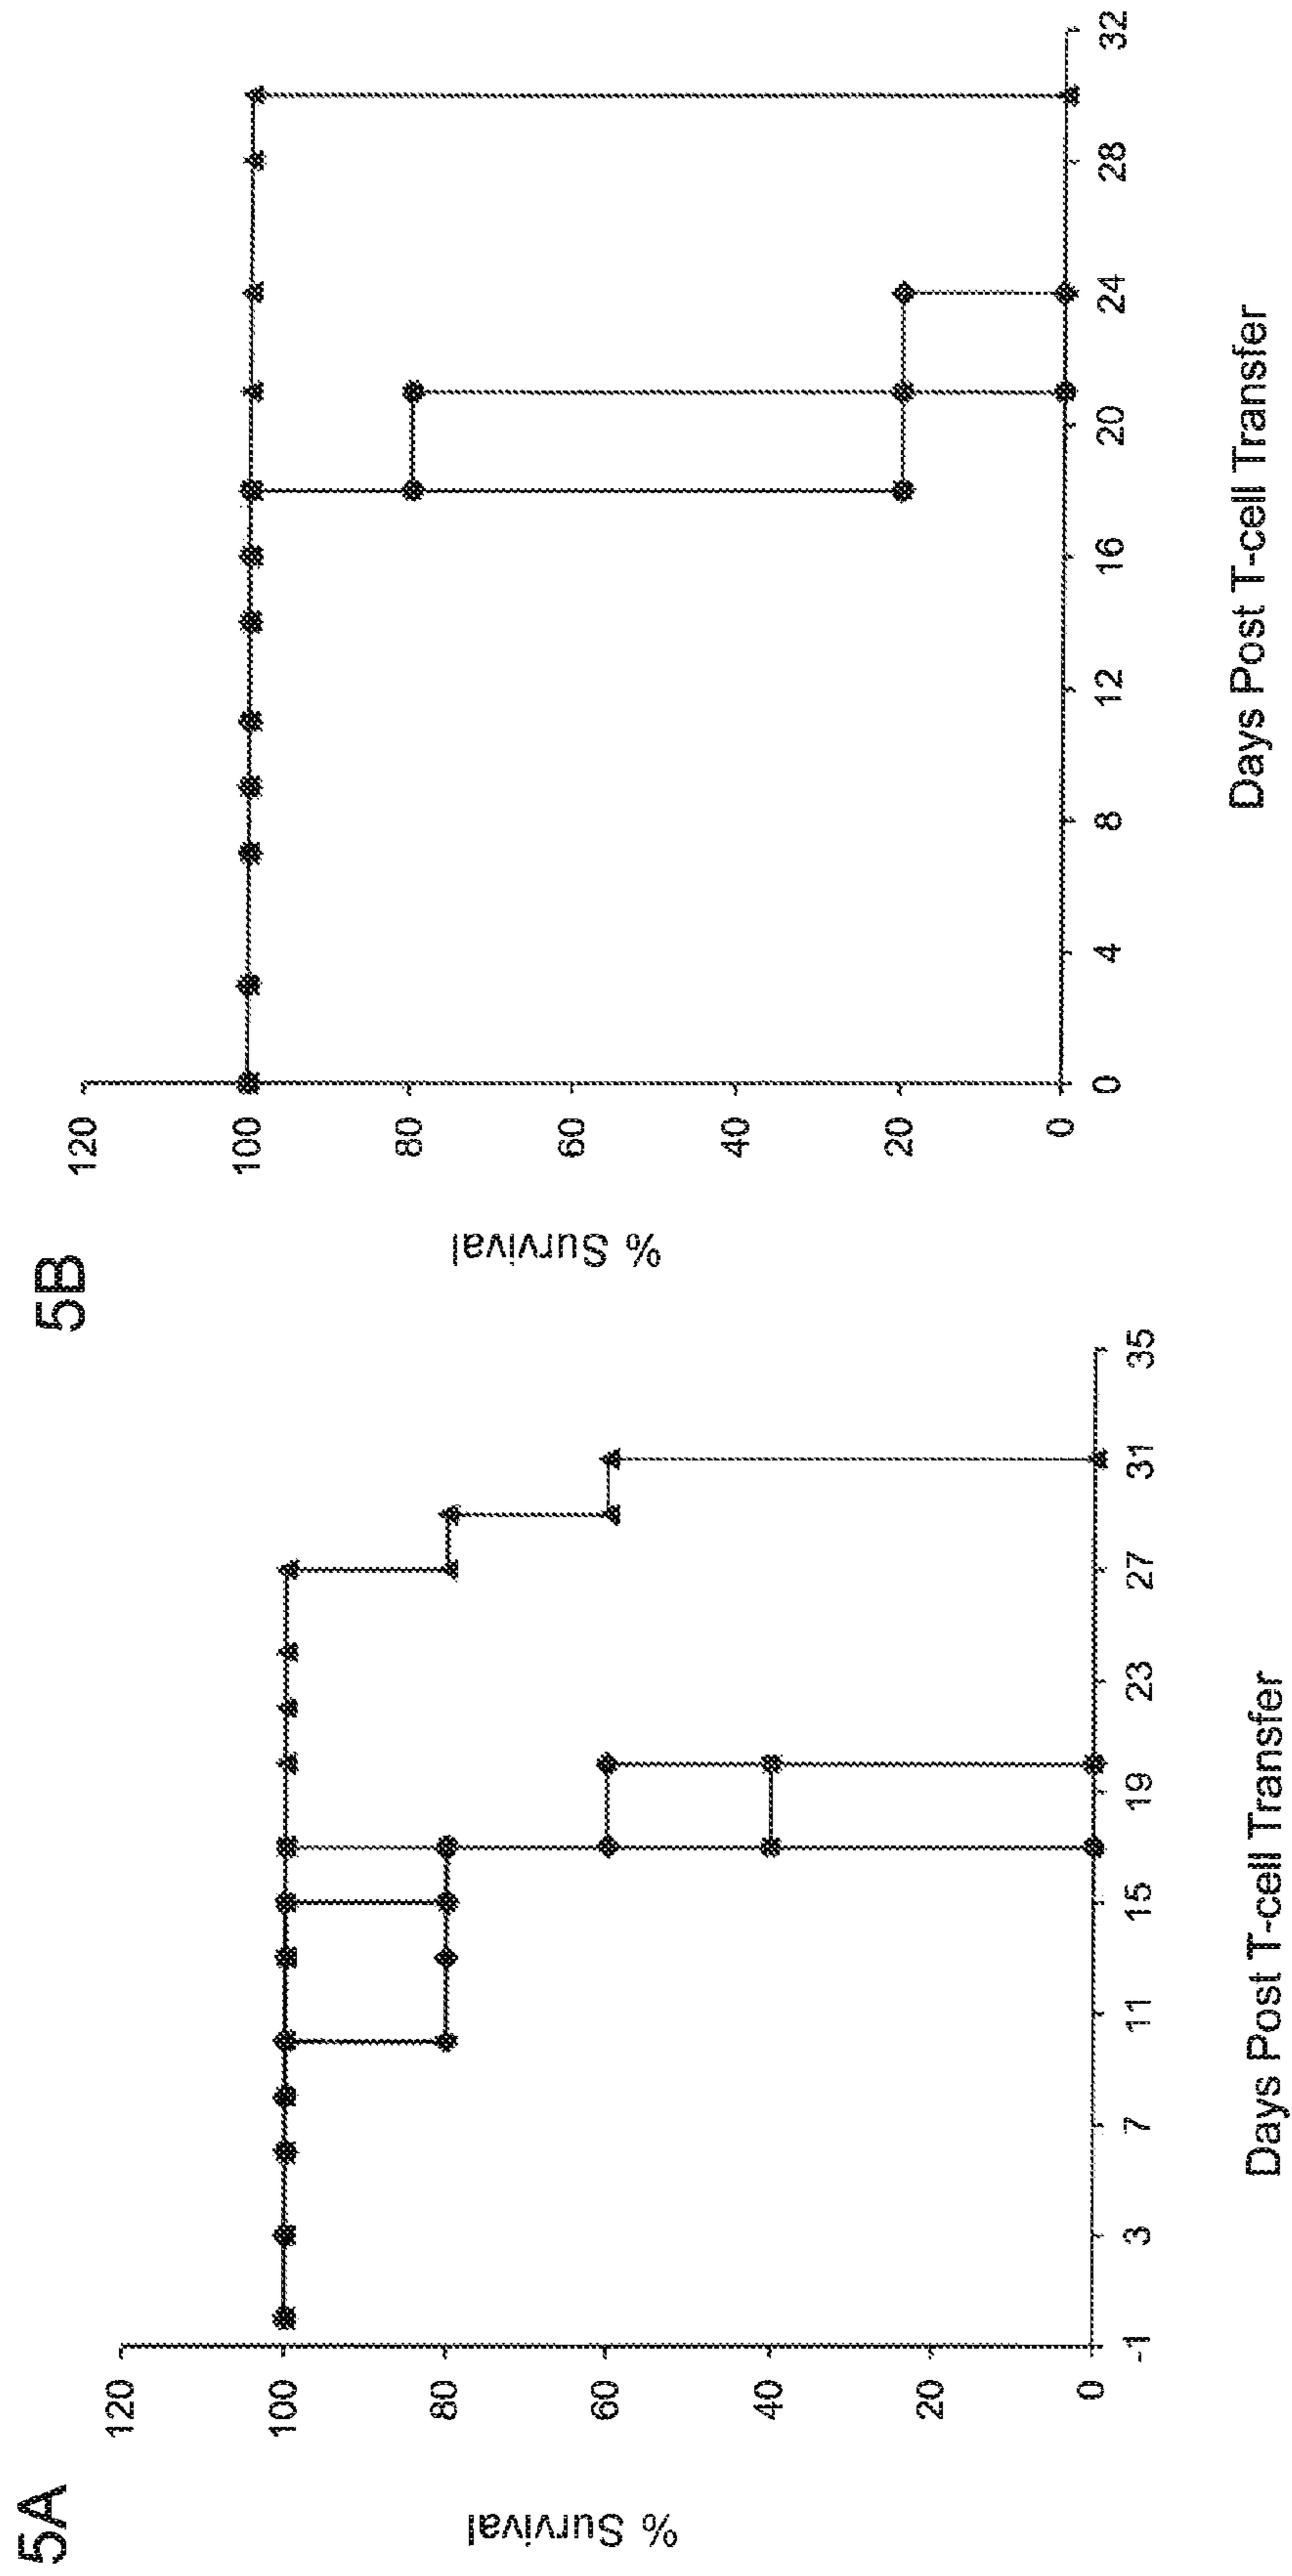 5A
% Survival
120
100
80
60
40
20
0
-1 3 7 11 15 19 23 27 31 35
Days Post T-cell Transfer
5B
% Survival
120
100
80
60
40
20
0
0 4 8 12 16 20 24 28 32
Days Post T-cell Transfer